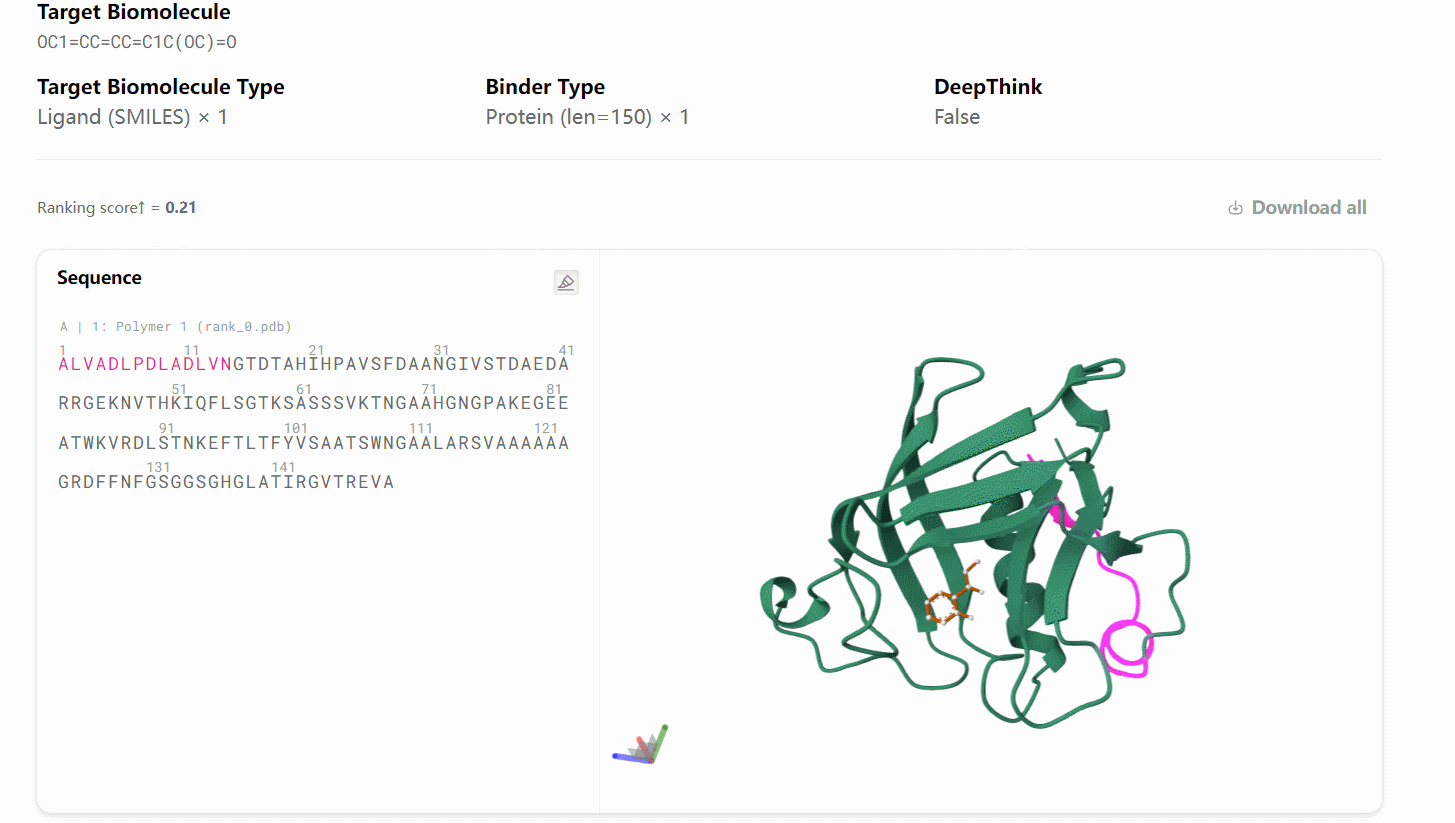 Target Biomolecule
OC1=CC=CC=C1C(OC)=O
Target Biomolecule Type
Binder Type
DeepThink
Ligand (SMILES) × 1
Protein (len=150) × 1
False
Ranking score↑ = 0.21
Download all
Sequence
A | 1: Polymer 1 (rank_0.pdb)
1 11 21 31 41
ALVADLPDLADLVNGTDTAHIHPAVSFDAANGIVSTDAEDA
51 61 71 81
RRGEKNVTHKIQFLSGTKSASSSVKTNGAAHGNGPAKEGEE
91 101 111 121
ATWKVRDLSTNKEFTLTFYVSAATSWNGAALARSVAAAAAA
131 141
GRDFFNFGSGGSGHGLATIRGVTREVA